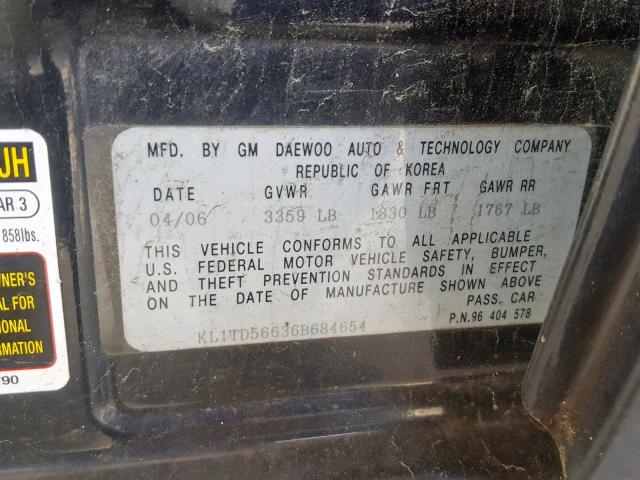 MFD. BY GM DAEWOO AUTO & TECHNOLOGY COMPANY
REPUBLIC OF KOREA
DATE GVWR GAWR FRT GAWR RR
04/06 3359 LB 1830 LB 1767 LB
THIS VEHICLE CONFORMS TO ALL APPLICABLE
U.S. FEDERAL MOTOR VEHICLE SAFETY, BUMPER,
AND THEFT PREVENTION STANDARDS IN EFFECT
ON THE DATE OF MANUFACTURE SHOWN ABOVE
PASS. CAR
P.N. 96 404 578
KL1TD56636B684654
JH
AR 3
858lbs.
NER'S
AL FOR
ONAL
RMATION
790